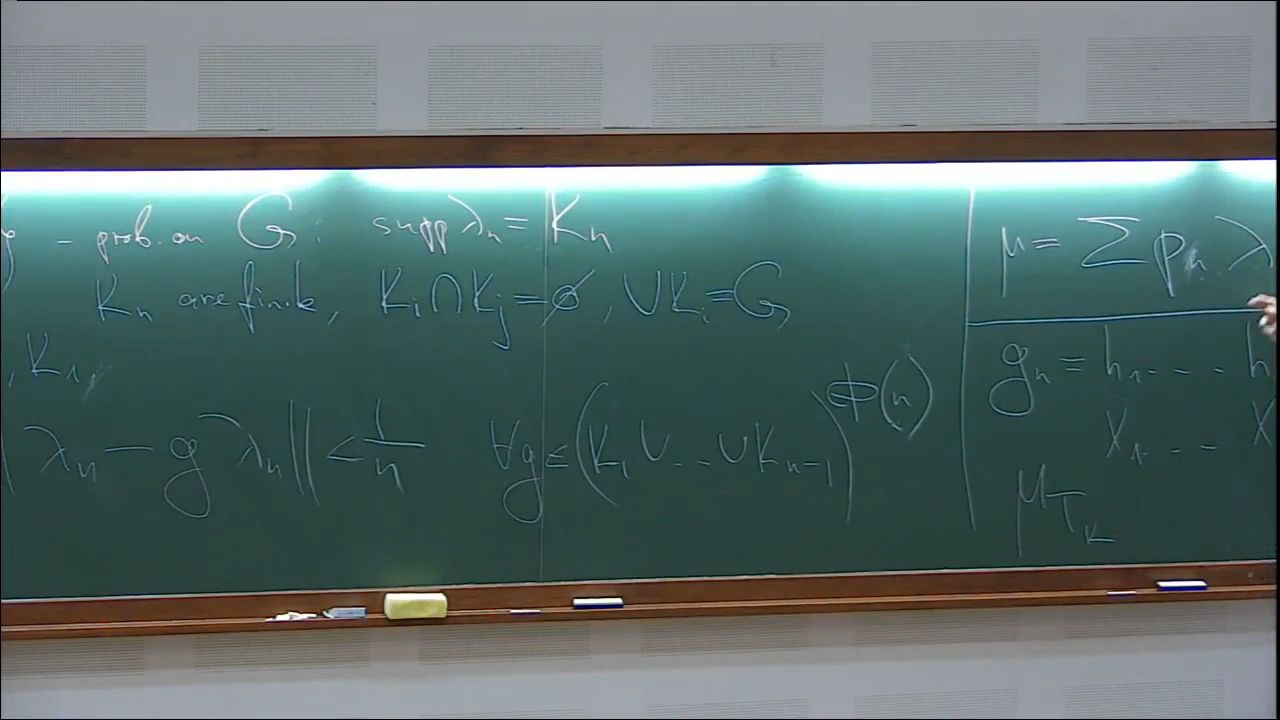 – prob. on G : supp λₙ = Kₙ
Kₙ are finite, Kᵢ ∩ Kⱼ = ∅, ∪Kᵢ = G
, K₁,
λₙ − g λₙ‖ < 1/n ∀g ∈ (K₁ ∪ … ∪ Kₙ₋₁)^Φ(n)
μ = Σ pₙ λ
gₙ = h₁ . . . h
X₁ . . . X
μ_T_k